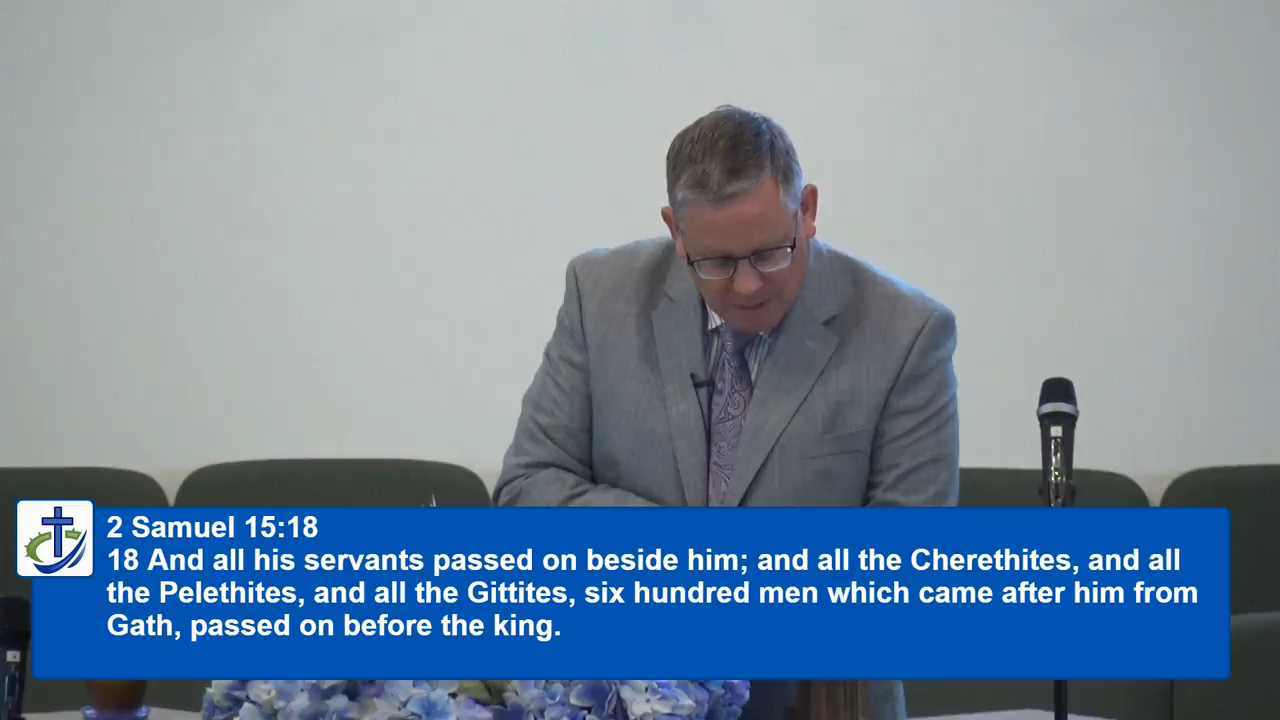 2 Samuel 15:18
18 And all his servants passed on beside him; and all the Cherethites, and all
the Pelethites, and all the Gittites, six hundred men which came after him from
Gath, passed on before the king.